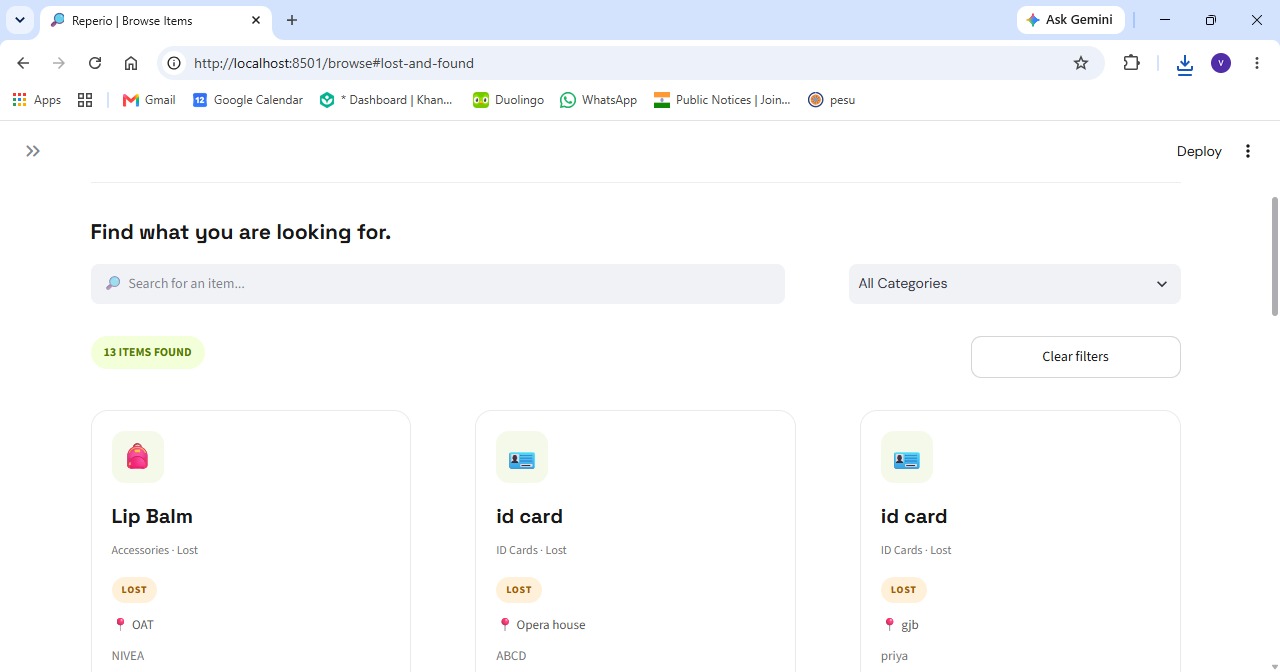 Reperio | Browse Items
Ask Gemini
http://localhost:8501/browse#lost-and-found
V
Apps
Gmail
12 Google Calendar
* Dashboard | Khan...
Duolingo
WhatsApp
Public Notices | Join...
pesu
Deploy
Find what you are looking for.
Search for an item...
All Categories
13 ITEMS FOUND
Clear filters
Lip Balm
Accessories · Lost
LOST
OAT
NIVEA
id card
ID Cards · Lost
LOST
Opera house
ABCD
id card
ID Cards · Lost
LOST
gjb
priya